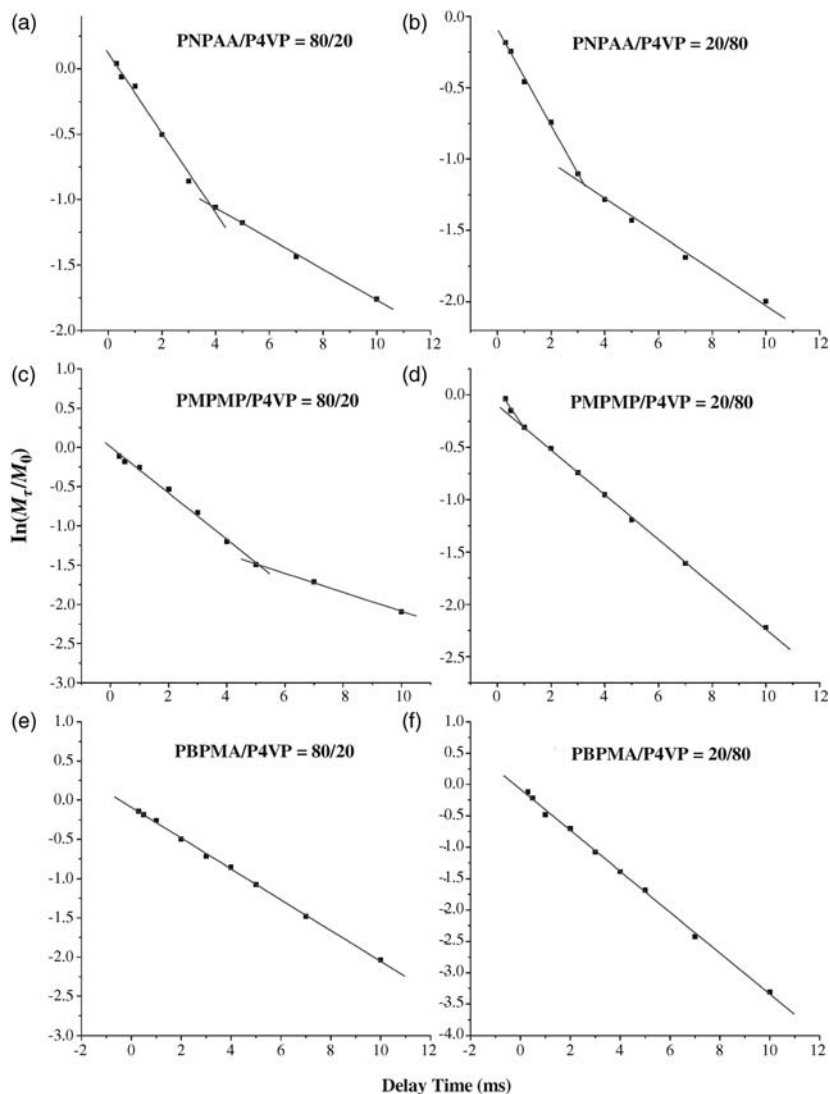 (a)
PNPAA/P4VP = 80/20
0.0
-0.5
-1.0
-1.5
-2.0
0 2 4 6 8 10 12
(b)
PNPAA/P4VP = 20/80
0.0
-0.5
-1.0
-1.5
-2.0
0 2 4 6 8 10 12
(c)
PMPMP/P4VP = 80/20
1.0
0.5
0.0
-0.5
-1.0
-1.5
-2.0
-2.5
-3.0
0 2 4 6 8 10
(d)
PMPMP/P4VP = 20/80
0.0
-0.5
-1.0
-1.5
-2.0
-2.5
0 2 4 6 8 10 12
(e)
PBPMA/P4VP = 80/20
1.0
0.5
0.0
-0.5
-1.0
-1.5
-2.0
-2.5
-3.0
-2 0 2 4 6 8 10 12
(f)
PBPMA/P4VP = 20/80
1.0
0.5
0.0
-0.5
-1.0
-1.5
-2.0
-2.5
-3.0
-3.5
-4.0
-2 0 2 4 6 8 10 12
In(Mτ/M0)
Delay Time (ms)